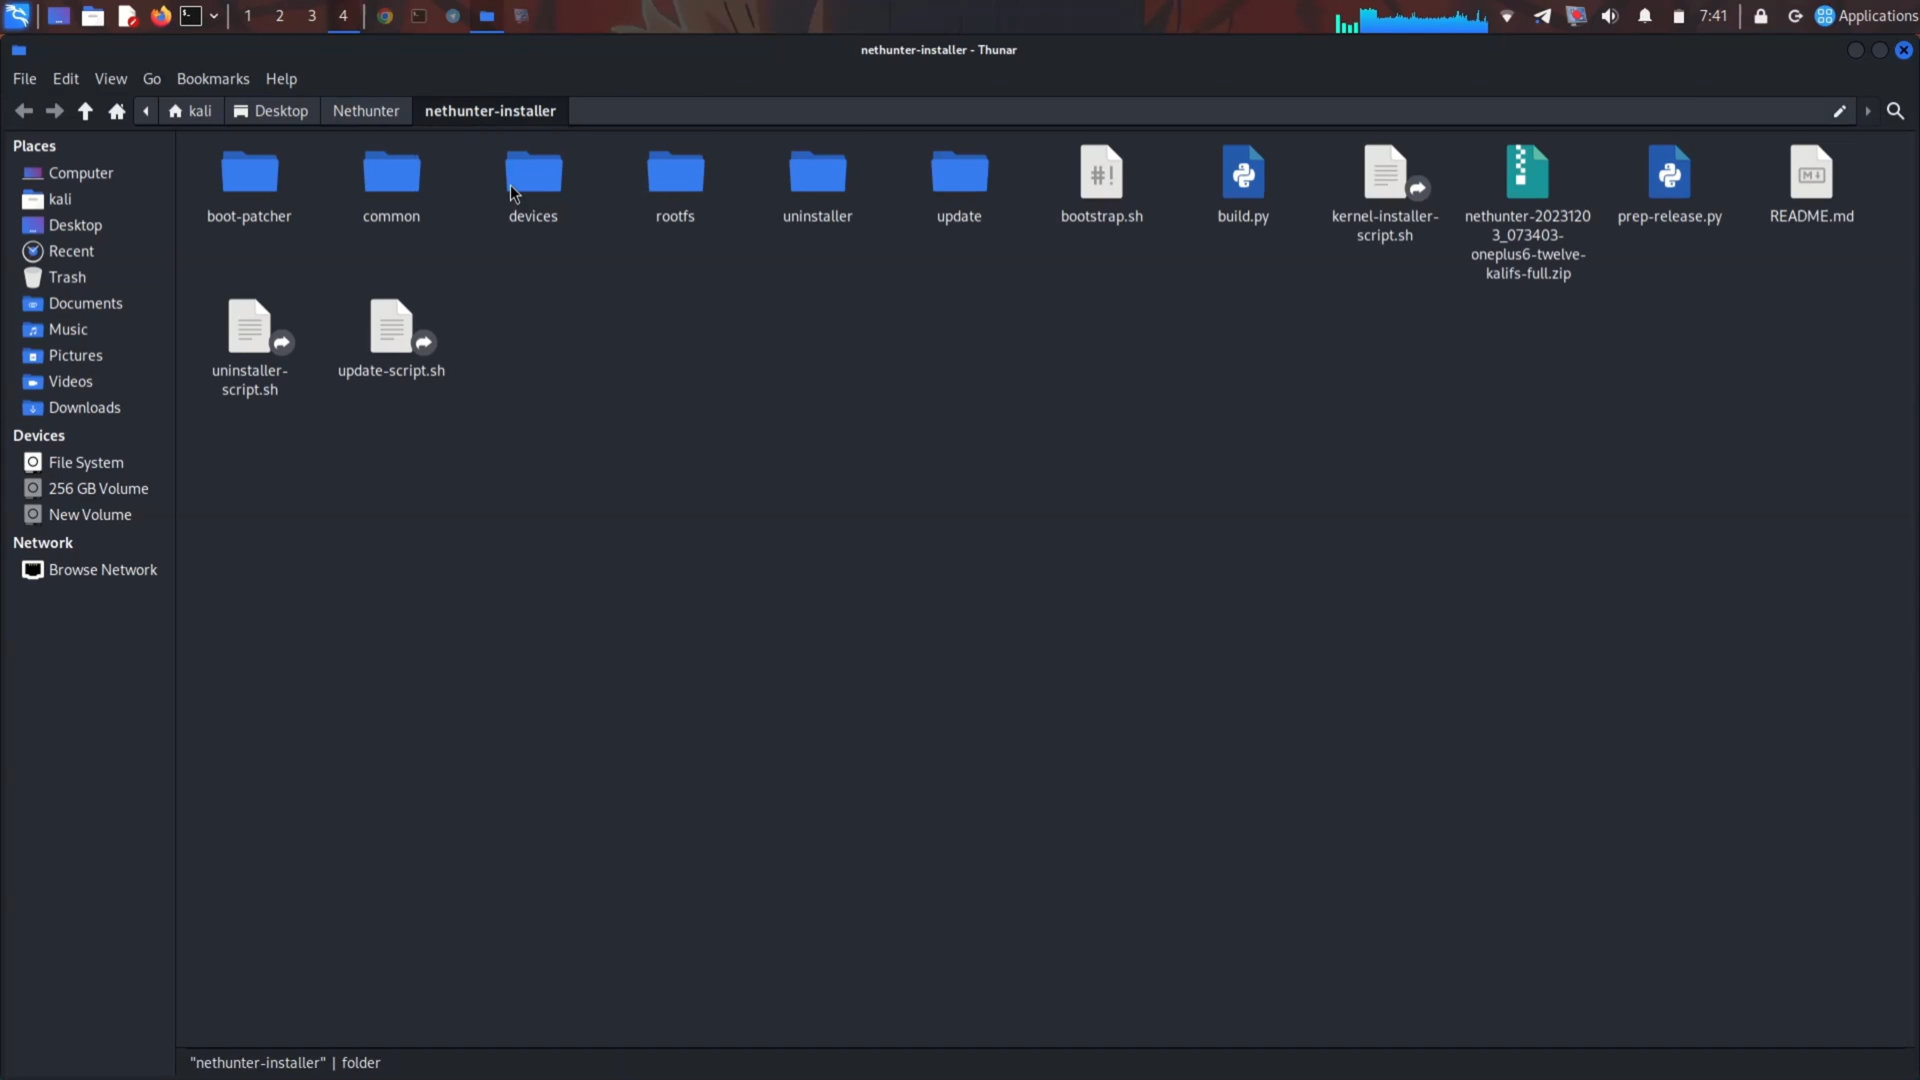 1 2 3 4
7:41
Applications
nethunter-installer - Thunar
File Edit View Go Bookmarks Help
kali Desktop Nethunter nethunter-installer
Places
Computer
kali
Desktop
Recent
Trash
Documents
Music
Pictures
Videos
Downloads
Devices
File System
256 GB Volume
New Volume
Network
Browse Network
boot-patcher
common
devices
rootfs
uninstaller
update
#!
bootstrap.sh
build.py
kernel-installer-
script.sh
nethunter-2023120
3_073403-
oneplus6-twelve-
kalifs-full.zip
prep-release.py
README.md
uninstaller-
script.sh
update-script.sh
"nethunter-installer" | folder